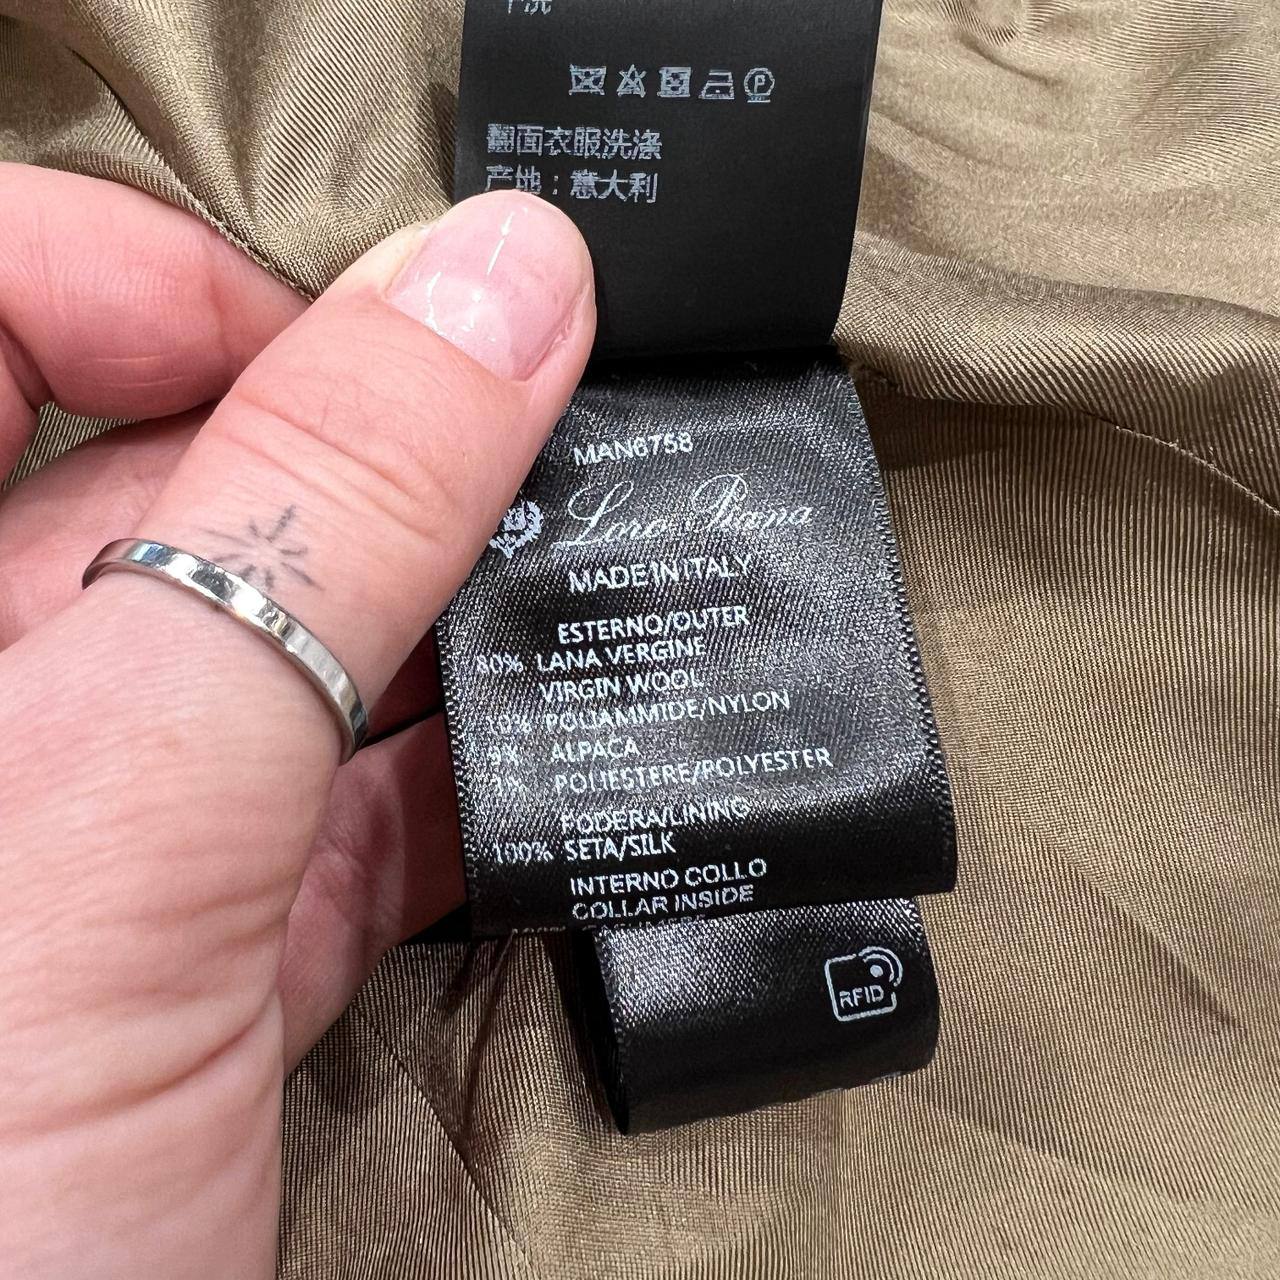 干洗
翻面衣服洗涤
产地：意大利
MAN6758
Loro Piana
MADE IN ITALY
ESTERNO/OUTER
80% LANA VERGINE
VIRGIN WOOL
10% POLIAMMIDE/NYLON
9% ALPACA
1% POLIESTERE/POLYESTER
FODERA/LINING
100% SETA/SILK
INTERNO COLLO
COLLAR INSIDE
RFID